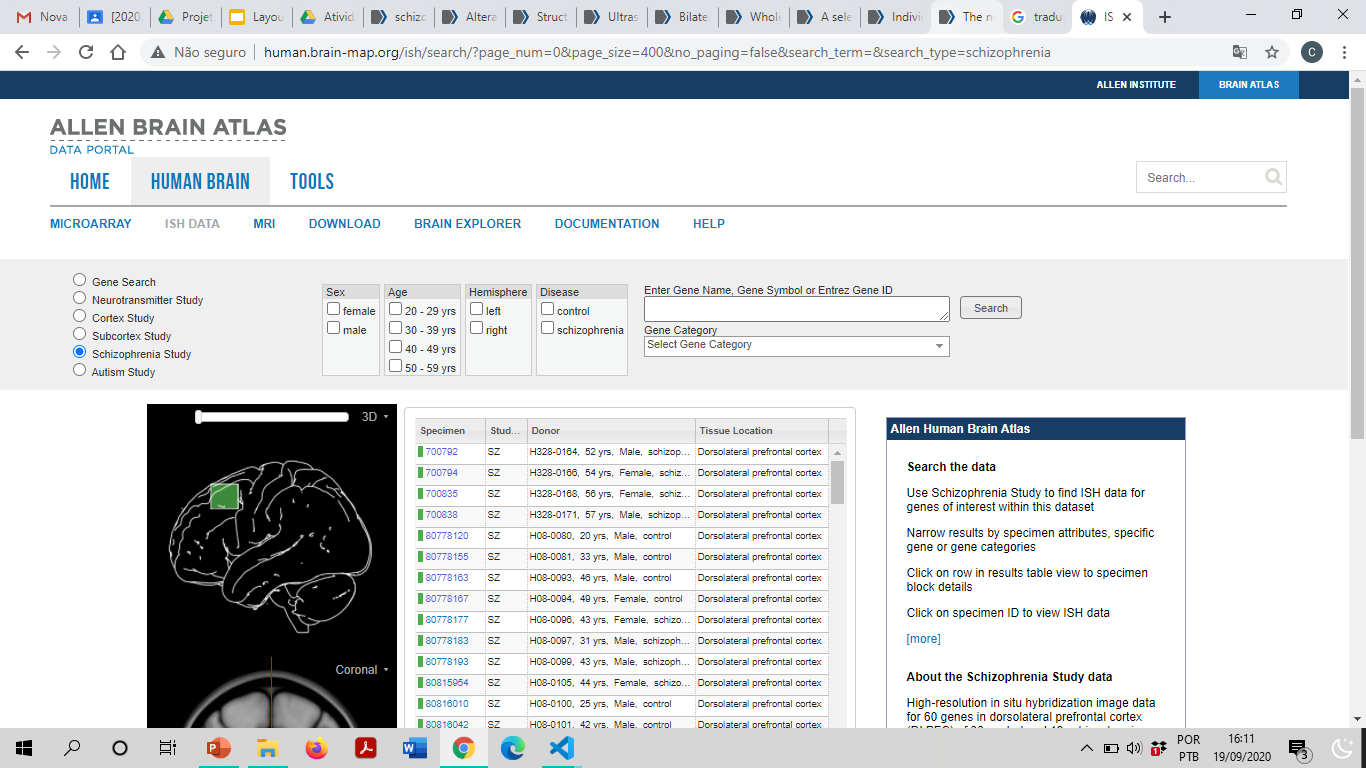 Nova
[2020
Projet
Layou
Ativid
schizo
Altera
Struct
Ultras
Bilate
Whole
A sele
Indivi
The n
tradu
IS
Não seguro | human.brain-map.org/ish/search/?page_num=0&page_size=400&no_paging=false&search_term=&search_type=schizophrenia
C
ALLEN INSTITUTE
BRAIN ATLAS
ALLEN BRAIN ATLAS
DATA PORTAL
HOME
HUMAN BRAIN
TOOLS
Search...
MICROARRAY
ISH DATA
MRI
DOWNLOAD
BRAIN EXPLORER
DOCUMENTATION
HELP
Gene Search
Neurotransmitter Study
Cortex Study
Subcortex Study
Schizophrenia Study
Autism Study
Sex
female
male
Age
20 - 29 yrs
30 - 39 yrs
40 - 49 yrs
50 - 59 yrs
Hemisphere
left
right
Disease
control
schizophrenia
Enter Gene Name, Gene Symbol or Entrez Gene ID
Search
Gene Category
Select Gene Category
3D
Coronal
Specimen Stud... Donor Tissue Location
700792 SZ H328-0164, 52 yrs, Male, schizop... Dorsolateral prefrontal cortex
700794 SZ H328-0166, 54 yrs, Female, schiz... Dorsolateral prefrontal cortex
700835 SZ H328-0168, 56 yrs, Female, schiz... Dorsolateral prefrontal cortex
700838 SZ H328-0171, 57 yrs, Male, schizop... Dorsolateral prefrontal cortex
80778120 SZ H08-0080, 20 yrs, Male, control Dorsolateral prefrontal cortex
80778155 SZ H08-0081, 33 yrs, Male, control Dorsolateral prefrontal cortex
80778163 SZ H08-0093, 46 yrs, Male, control Dorsolateral prefrontal cortex
80778167 SZ H08-0094, 49 yrs, Female, control Dorsolateral prefrontal cortex
80778177 SZ H08-0096, 43 yrs, Female, schizo... Dorsolateral prefrontal cortex
80778183 SZ H08-0097, 31 yrs, Male, schizoph... Dorsolateral prefrontal cortex
80778193 SZ H08-0099, 43 yrs, Male, schizoph... Dorsolateral prefrontal cortex
80815954 SZ H08-0105, 44 yrs, Female, schizo... Dorsolateral prefrontal cortex
80816010 SZ H08-0100, 25 yrs, Male, control Dorsolateral prefrontal cortex
80816042 SZ H08-0101, 42 yrs, Male, control Dorsolateral prefrontal cortex
Allen Human Brain Atlas
Search the data
Use Schizophrenia Study to find ISH data for
genes of interest within this dataset
Narrow results by specimen attributes, specific
gene or gene categories
Click on row in results table view to specimen
block details
Click on specimen ID to view ISH data
[more]
About the Schizophrenia Study data
High-resolution in situ hybridization image data
for 60 genes in dorsolateral prefrontal cortex
POR
PTB
16:11
19/09/2020
3